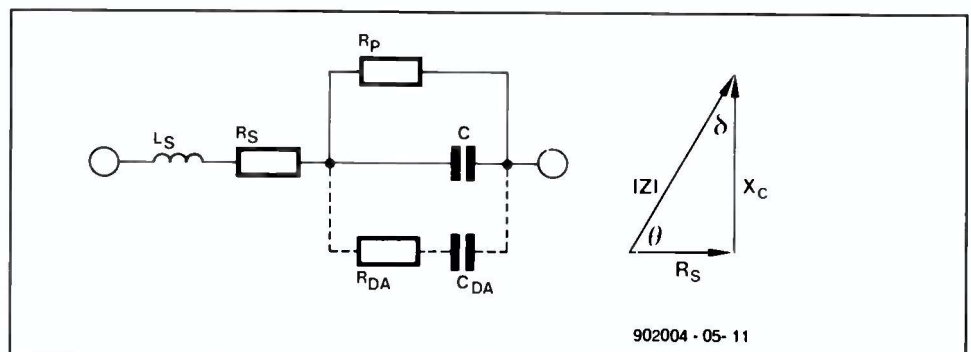 R_P
L_S R_S C
R_DA C_DA
|Z| δ X_C
θ
R_S
902004 - 05 - 11